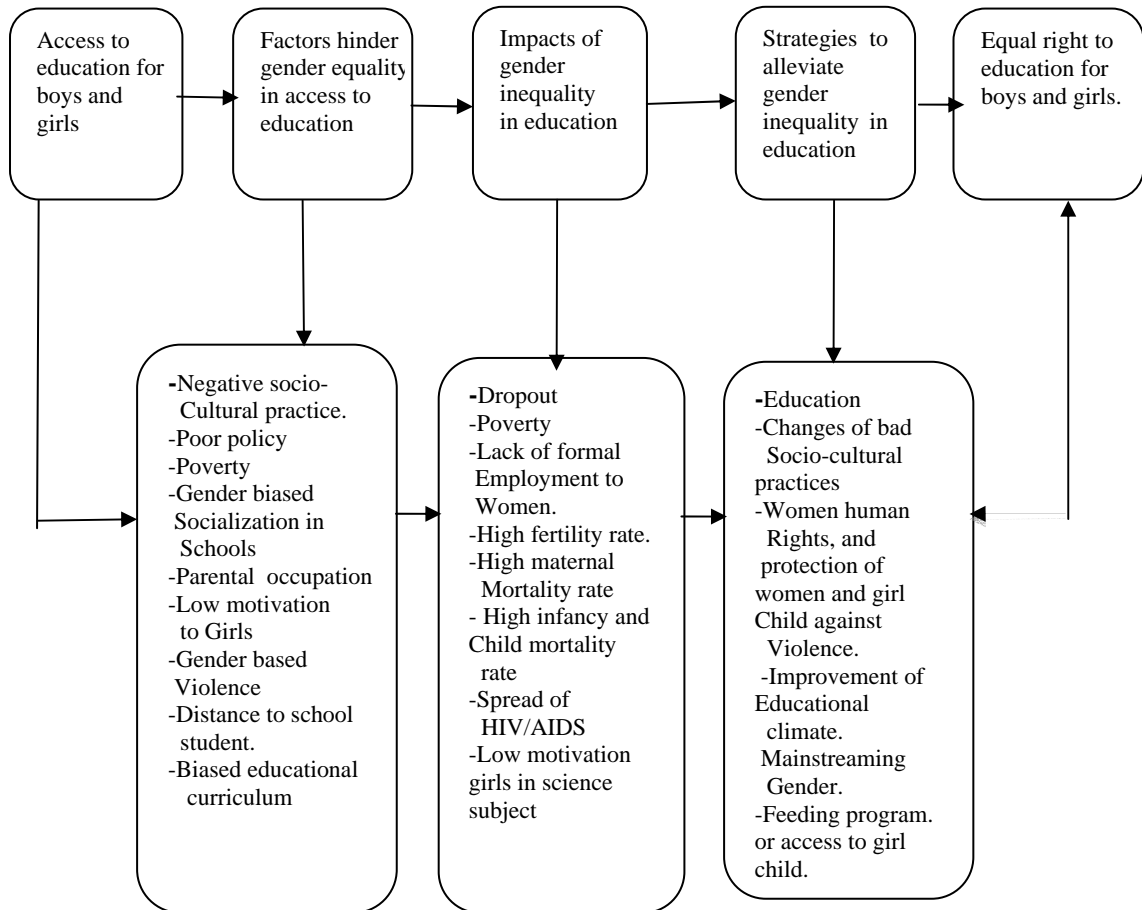 Access to
education for
boys and
girls
Factors hinder
gender equality
in access to
education
Impacts of
gender
inequality
in education
Strategies to
alleviate
gender
inequality in
education
Equal right to
education for
boys and girls.
-Negative socio-
Cultural practice.
-Poor policy
-Poverty
-Gender biased
Socialization in
Schools
-Parental occupation
-Low motivation
to Girls
-Gender based
Violence
-Distance to school
student.
-Biased educational
curriculum
-Dropout
-Poverty
-Lack of formal
Employment to
Women.
-High fertility rate.
-High maternal
Mortality rate
- High infancy and
Child mortality
rate
-Spread of
HIV/AIDS
-Low motivation
girls in science
subject
-Education
-Changes of bad
Socio-cultural
practices
-Women human
Rights, and
protection of
women and girl
Child against
Violence.
-Improvement of
Educational
climate.
Mainstreaming
Gender.
-Feeding program.
or access to girl
child.